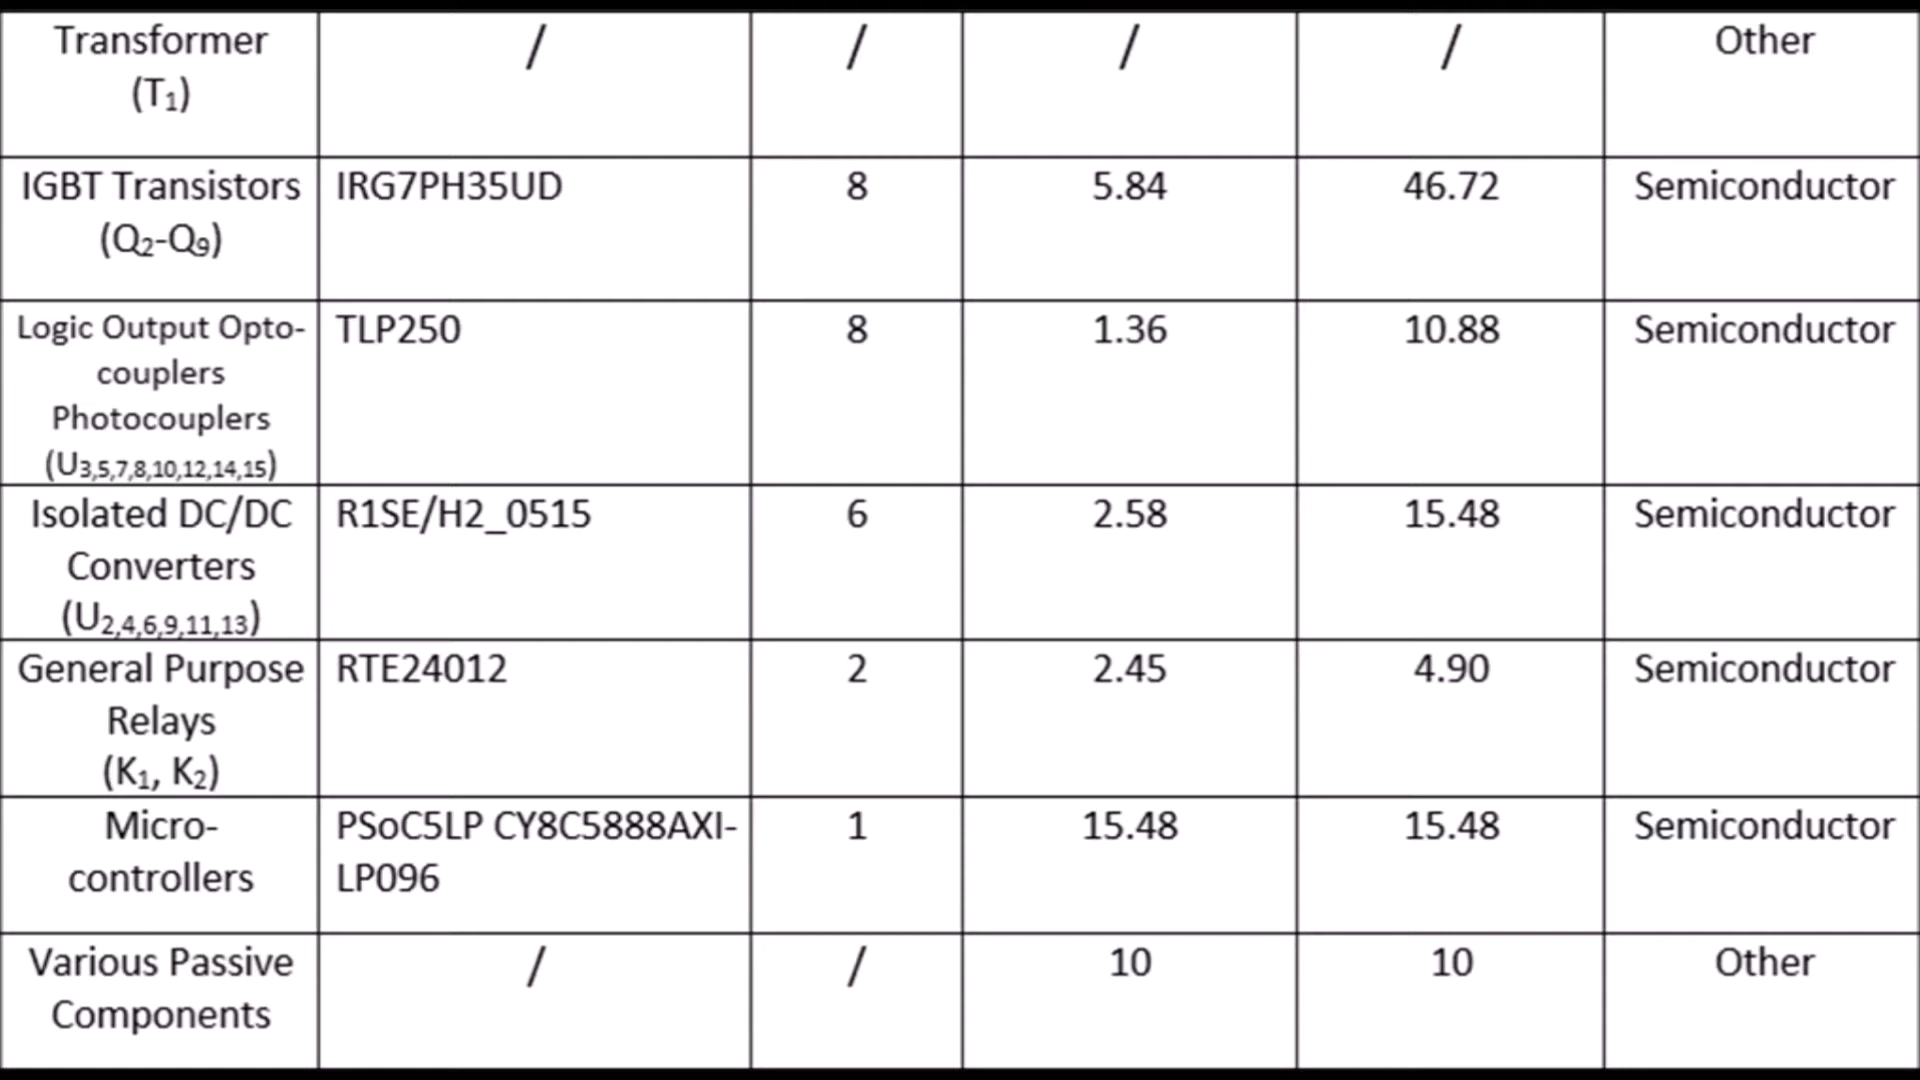 Transformer / / / / Other
(T1)
IGBT Transistors IRG7PH35UD 8 5.84 46.72 Semiconductor
(Q2-Q9)
Logic Output Opto- TLP250 8 1.36 10.88 Semiconductor
couplers
Photocouplers
(U3,5,7,8,10,12,14,15)
Isolated DC/DC R1SE/H2_0515 6 2.58 15.48 Semiconductor
Converters
(U2,4,6,9,11,13)
General Purpose RTE24012 2 2.45 4.90 Semiconductor
Relays
(K1, K2)
Micro- PSoC5LP CY8C5888AXI- 1 15.48 15.48 Semiconductor
controllers LP096
Various Passive / / 10 10 Other
Components